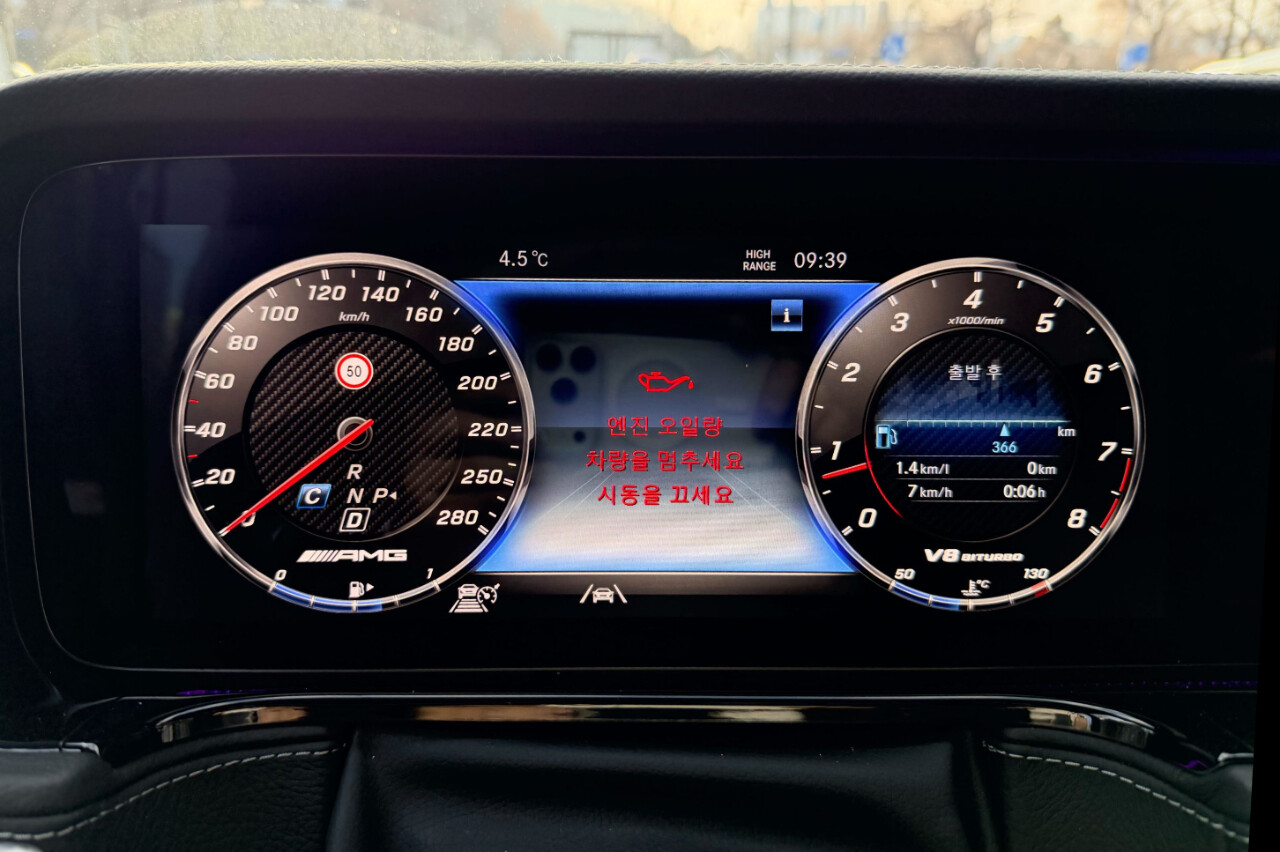 4.5°C
HIGH RANGE 09:39
0 20 40 60 80 100 120 140 160 180 200 220 250 280
km/h
50
R
C N P
D
AMG
0 1
i
엔진 오일량
차량을 멈추세요
시동을 끄세요
0 1 2 3 4 5 6 7 8
x1000/min
출발 후
km
366
1.4 km/l 0 km
7 km/h 0:06 h
V8 BITURBO
50 °C 130